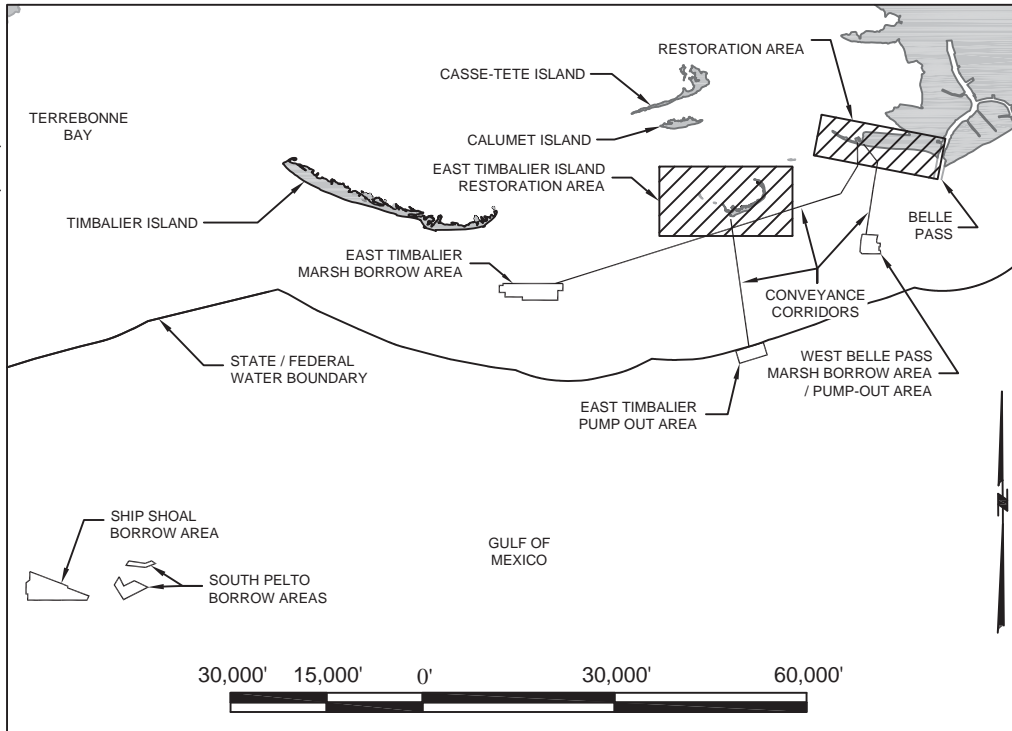 RESTORATION AREA
CASSE-TETE ISLAND
TERREBONNE
BAY
CALUMET ISLAND
EAST TIMBALIER ISLAND
RESTORATION AREA
TIMBALIER ISLAND
BELLE
PASS
EAST TIMBALIER
MARSH BORROW AREA
CONVEYANCE
CORRIDORS
STATE / FEDERAL
WATER BOUNDARY
WEST BELLE PASS
MARSH BORROW AREA
/ PUMP-OUT AREA
EAST TIMBALIER
PUMP OUT AREA
SHIP SHOAL
BORROW AREA
GULF OF
MEXICO
SOUTH PELTO
BORROW AREAS
N
30,000' 15,000' 0' 30,000' 60,000'